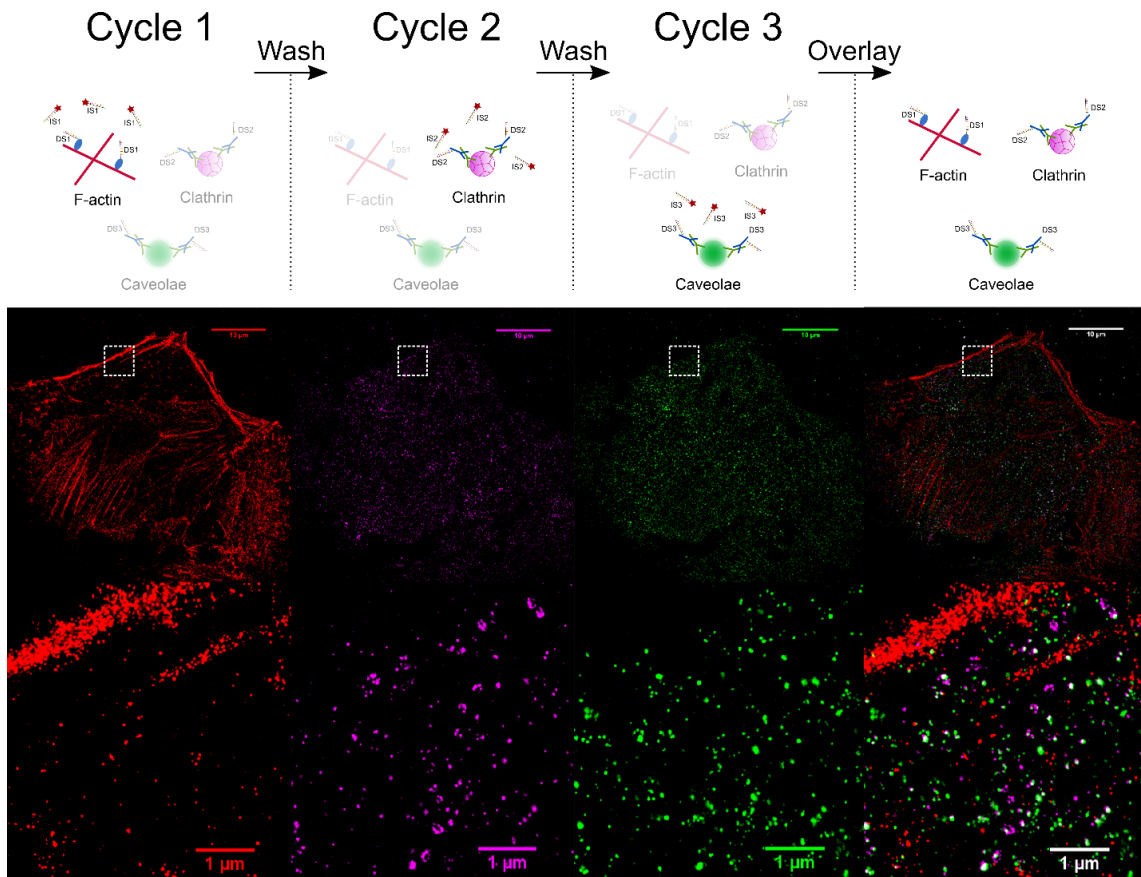 Cycle 1
Wash
Cycle 2
Wash
Cycle 3
Overlay
IS1
IS1
IS1
DS1
DS1
DS2
DS2
F-actin
Clathrin
DS3
DS3
Caveolae
IS2
IS2
IS2
DS1
DS1
DS2
DS2
F-actin
Clathrin
DS3
DS3
Caveolae
DS1
DS1
DS2
DS2
F-actin
Clathrin
IS3
IS3
IS3
DS3
DS3
Caveolae
DS1
DS1
DS2
DS2
F-actin
Clathrin
DS3
DS3
Caveolae
10 µm
10 µm
10 µm
10 µm
1 µm
1 µm
1 µm
1 µm